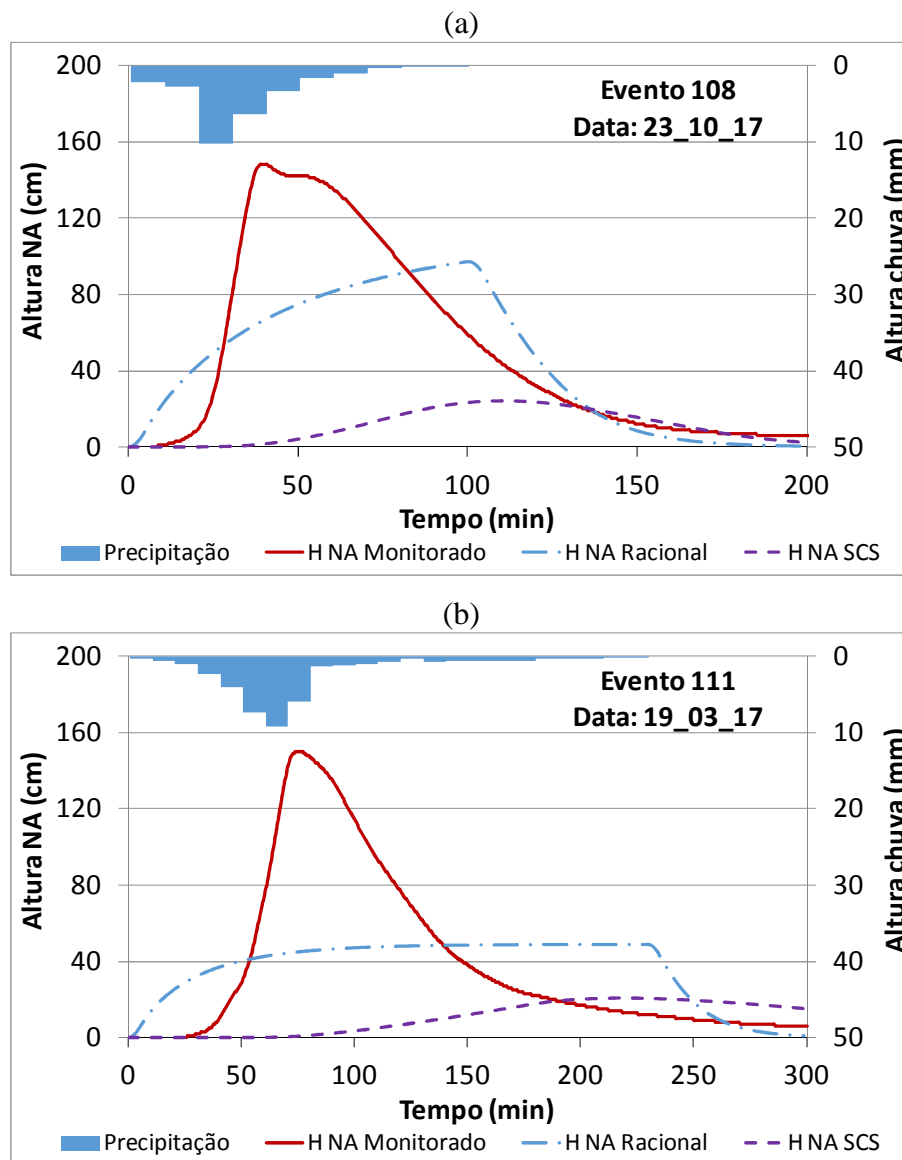 (a)
Evento 108
Data: 23_10_17
Altura NA (cm)
200
160
120
80
40
0
0
10
20
30
40
50
Altura chuva (mm)
0
50
100
150
200
Tempo (min)
Precipitação
H NA Monitorado
H NA Racional
H NA SCS
(b)
Evento 111
Data: 19_03_17
Altura NA (cm)
200
160
120
80
40
0
0
10
20
30
40
50
Altura chuva (mm)
0
50
100
150
200
250
300
Tempo (min)
Precipitação
H NA Monitorado
H NA Racional
H NA SCS